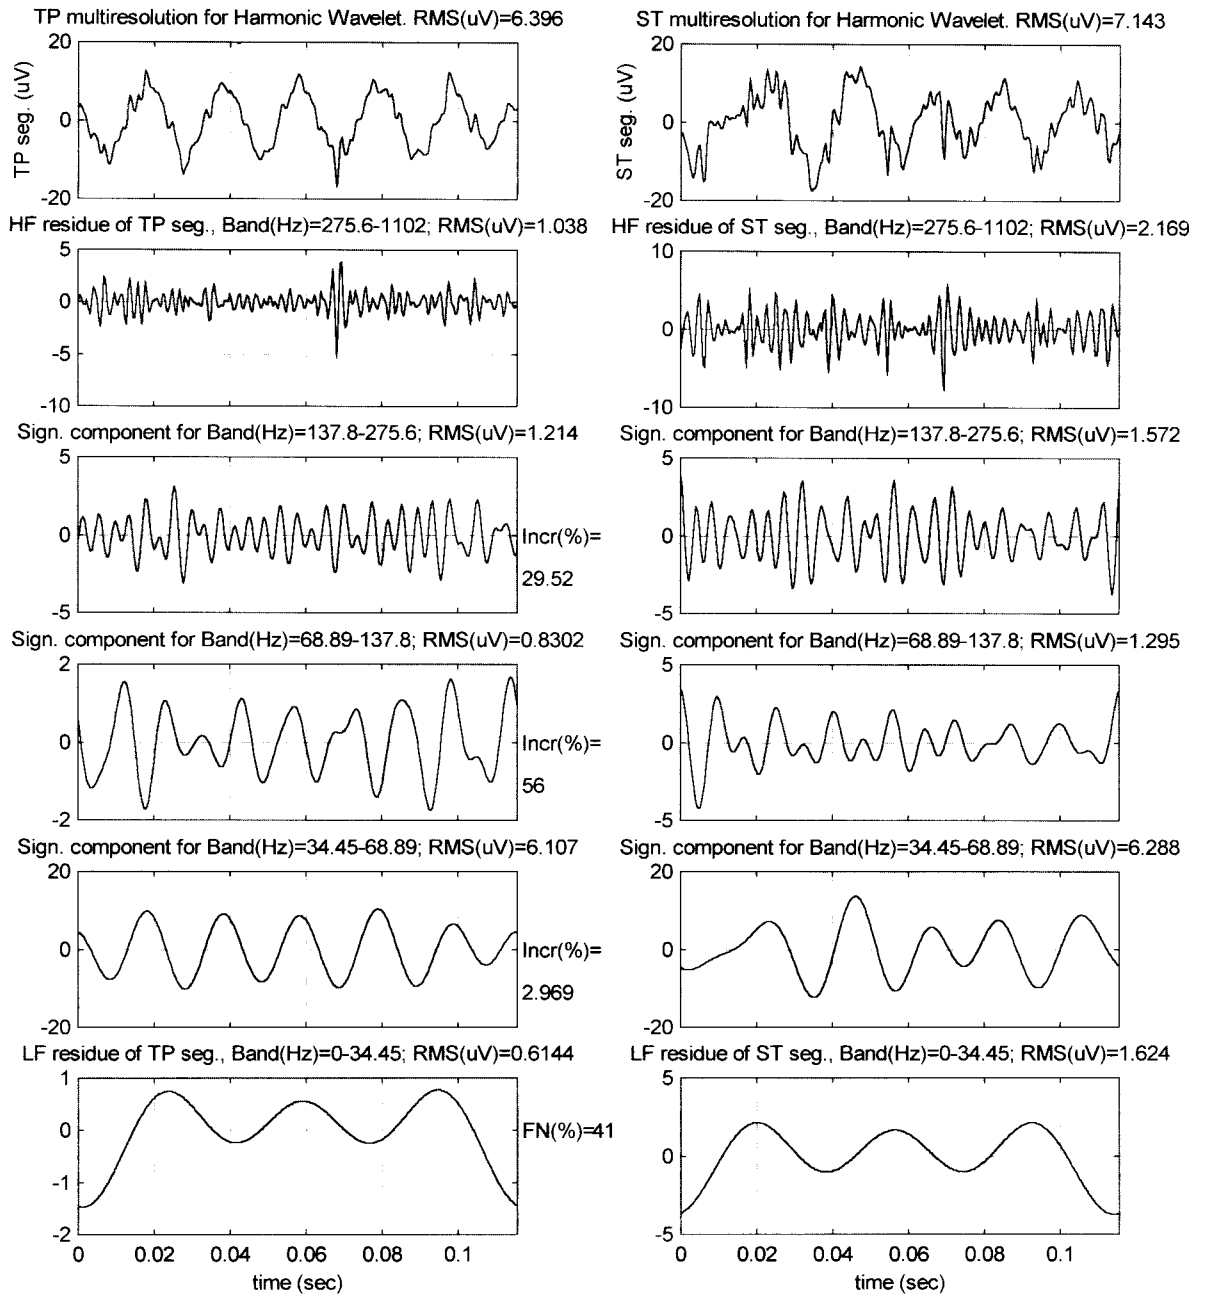 TP multiresolution for Harmonic Wavelet. RMS(uV)=6.396
20
0
-20
TP seg. (uV)
HF residue of TP seg., Band(Hz)=275.6-1102; RMS(uV)=1.038
5
0
-5
-10
Sign. component for Band(Hz)=137.8-275.6; RMS(uV)=1.214
5
0
-5
Incr(%)=
29.52
Sign. component for Band(Hz)=68.89-137.8; RMS(uV)=0.8302
2
0
-2
Incr(%)=
56
Sign. component for Band(Hz)=34.45-68.89; RMS(uV)=6.107
20
0
-20
Incr(%)=
2.969
LF residue of TP seg., Band(Hz)=0-34.45; RMS(uV)=0.6144
1
0
-1
-2
FN(%)=41
0 0.02 0.04 0.06 0.08 0.1
time (sec)
ST multiresolution for Harmonic Wavelet. RMS(uV)=7.143
20
0
-20
ST seg. (uV)
HF residue of ST seg., Band(Hz)=275.6-1102; RMS(uV)=2.169
10
0
-10
Sign. component for Band(Hz)=137.8-275.6; RMS(uV)=1.572
5
0
-5
Sign. component for Band(Hz)=68.89-137.8; RMS(uV)=1.295
5
0
-5
Sign. component for Band(Hz)=34.45-68.89; RMS(uV)=6.288
20
0
-20
LF residue of ST seg., Band(Hz)=0-34.45; RMS(uV)=1.624
5
0
-5
0 0.02 0.04 0.06 0.08 0.1
time (sec)